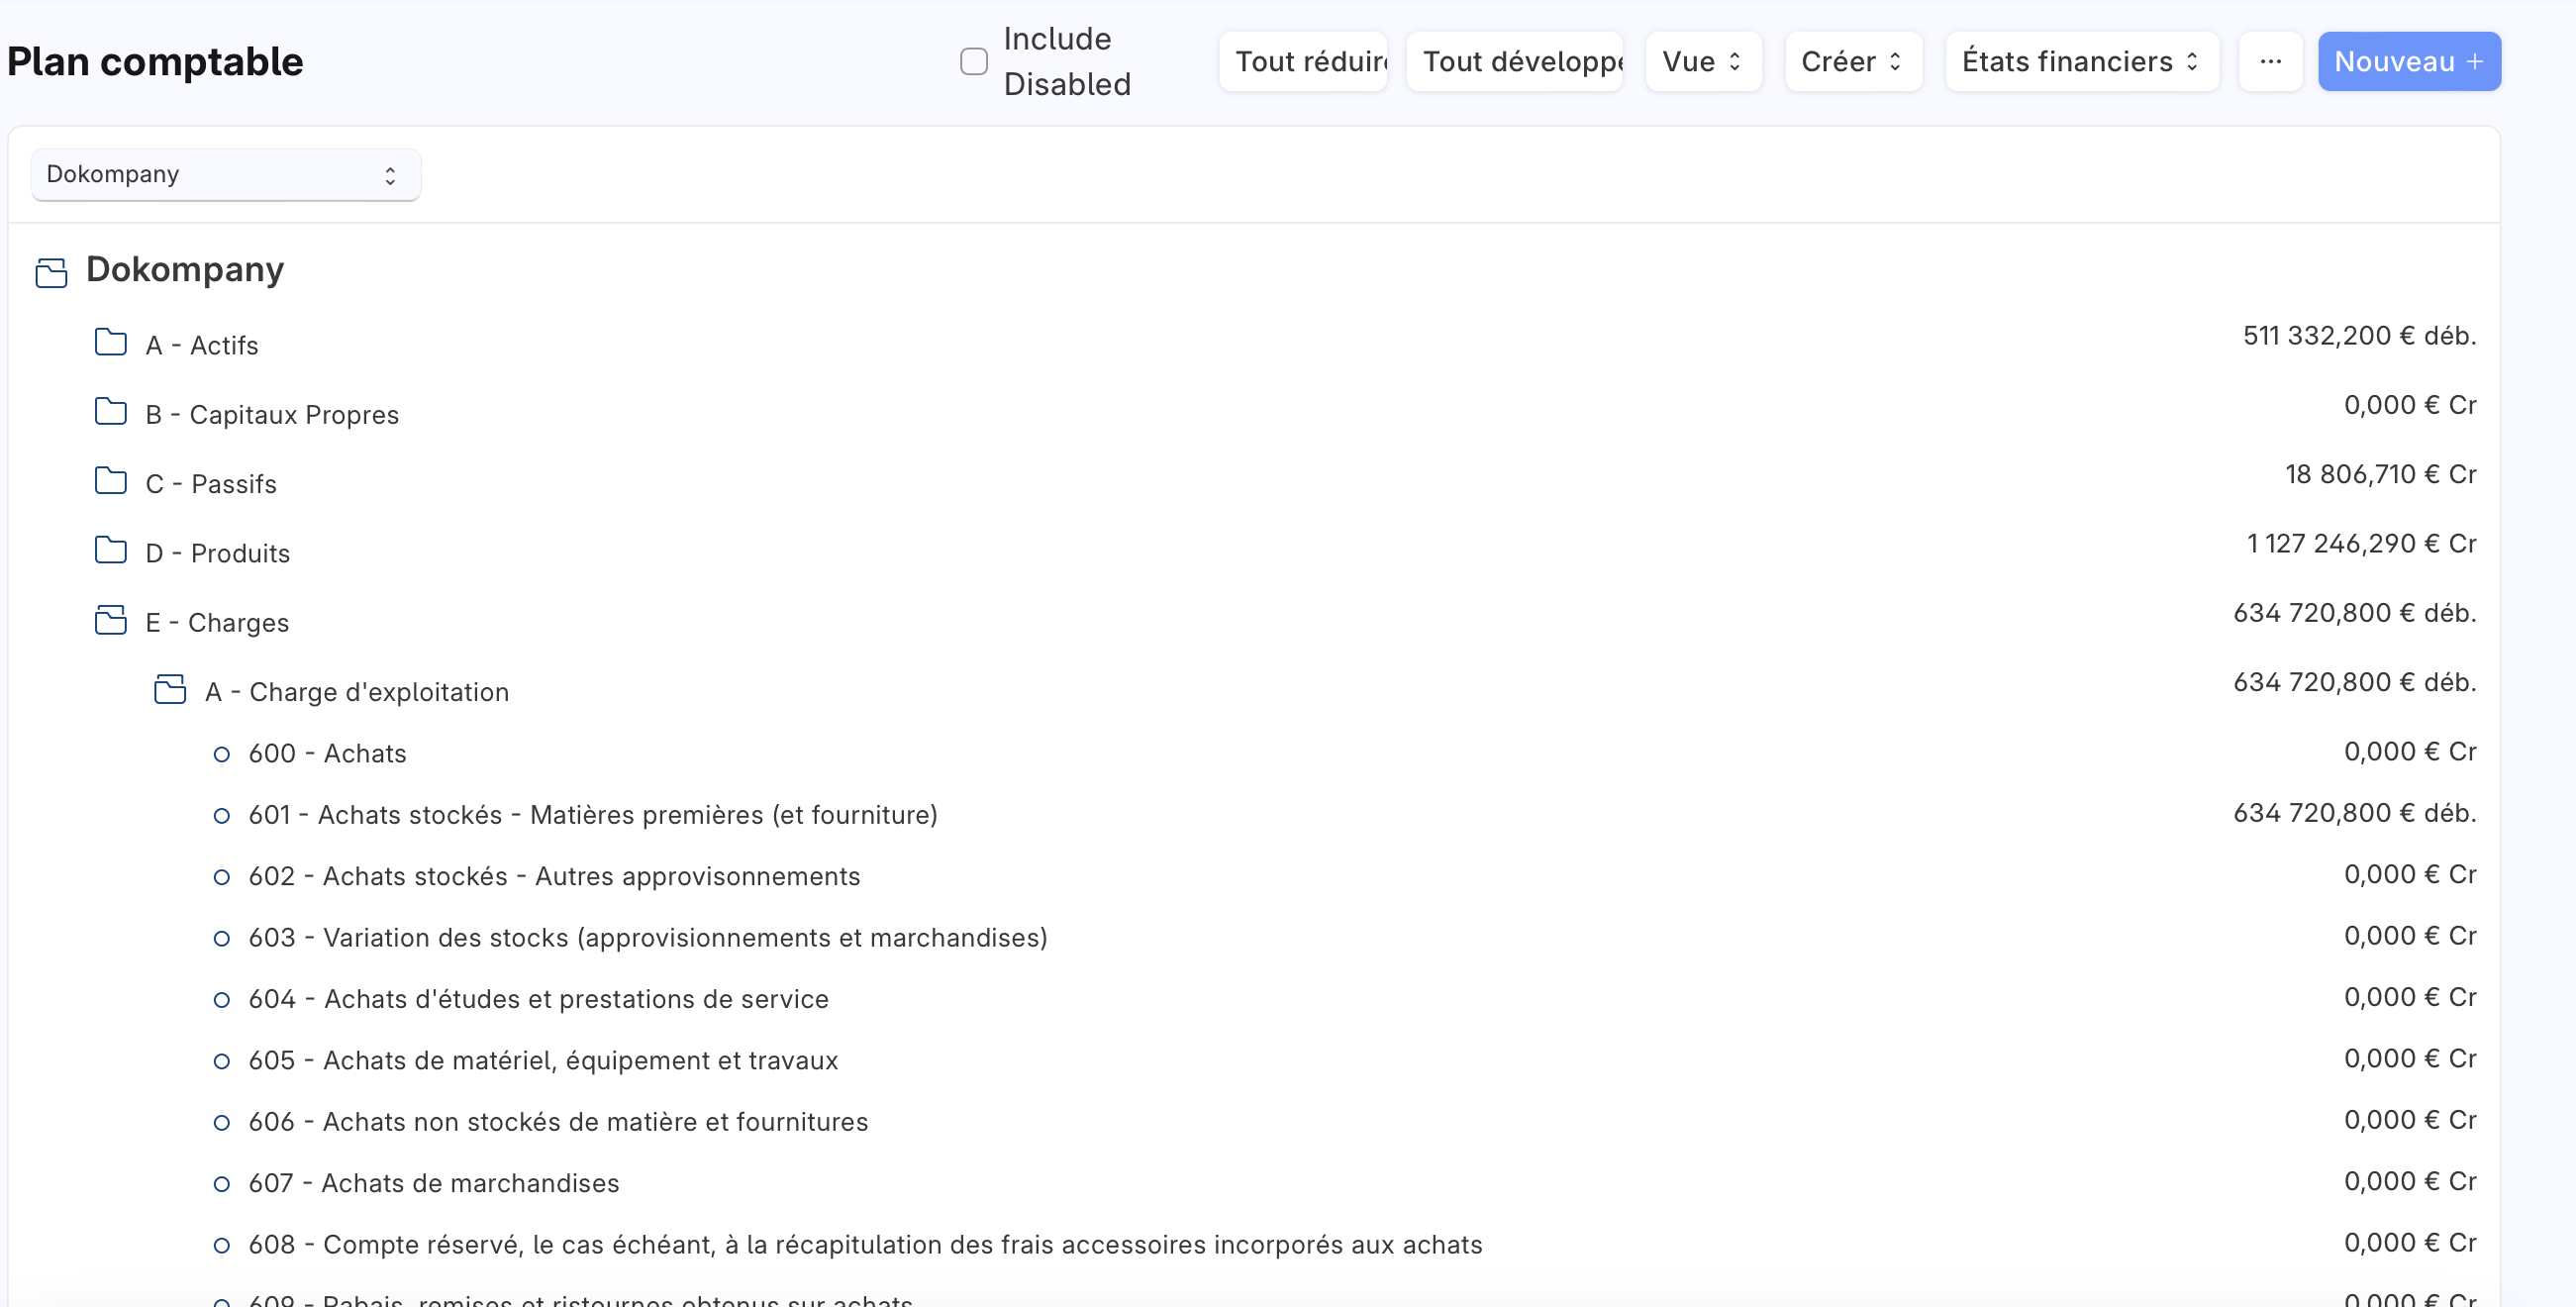 Plan comptable
Include
Disabled
Tout réduire
Tout développe
Vue
Créer
États financiers
...
Nouveau +
Dokompany
Dokompany
A - Actifs 511 332,200 € déb.
B - Capitaux Propres 0,000 € Cr
C - Passifs 18 806,710 € Cr
D - Produits 1 127 246,290 € Cr
E - Charges 634 720,800 € déb.
A - Charge d'exploitation 634 720,800 € déb.
600 - Achats 0,000 € Cr
601 - Achats stockés - Matières premières (et fourniture) 634 720,800 € déb.
602 - Achats stockés - Autres approvisonnements 0,000 € Cr
603 - Variation des stocks (approvisionnements et marchandises) 0,000 € Cr
604 - Achats d'études et prestations de service 0,000 € Cr
605 - Achats de matériel, équipement et travaux 0,000 € Cr
606 - Achats non stockés de matière et fournitures 0,000 € Cr
607 - Achats de marchandises 0,000 € Cr
608 - Compte réservé, le cas échéant, à la récapitulation des frais accessoires incorporés aux achats 0,000 € Cr
609 - Rabais, remises et ristournes obtenus sur achats 0,000 € Cr